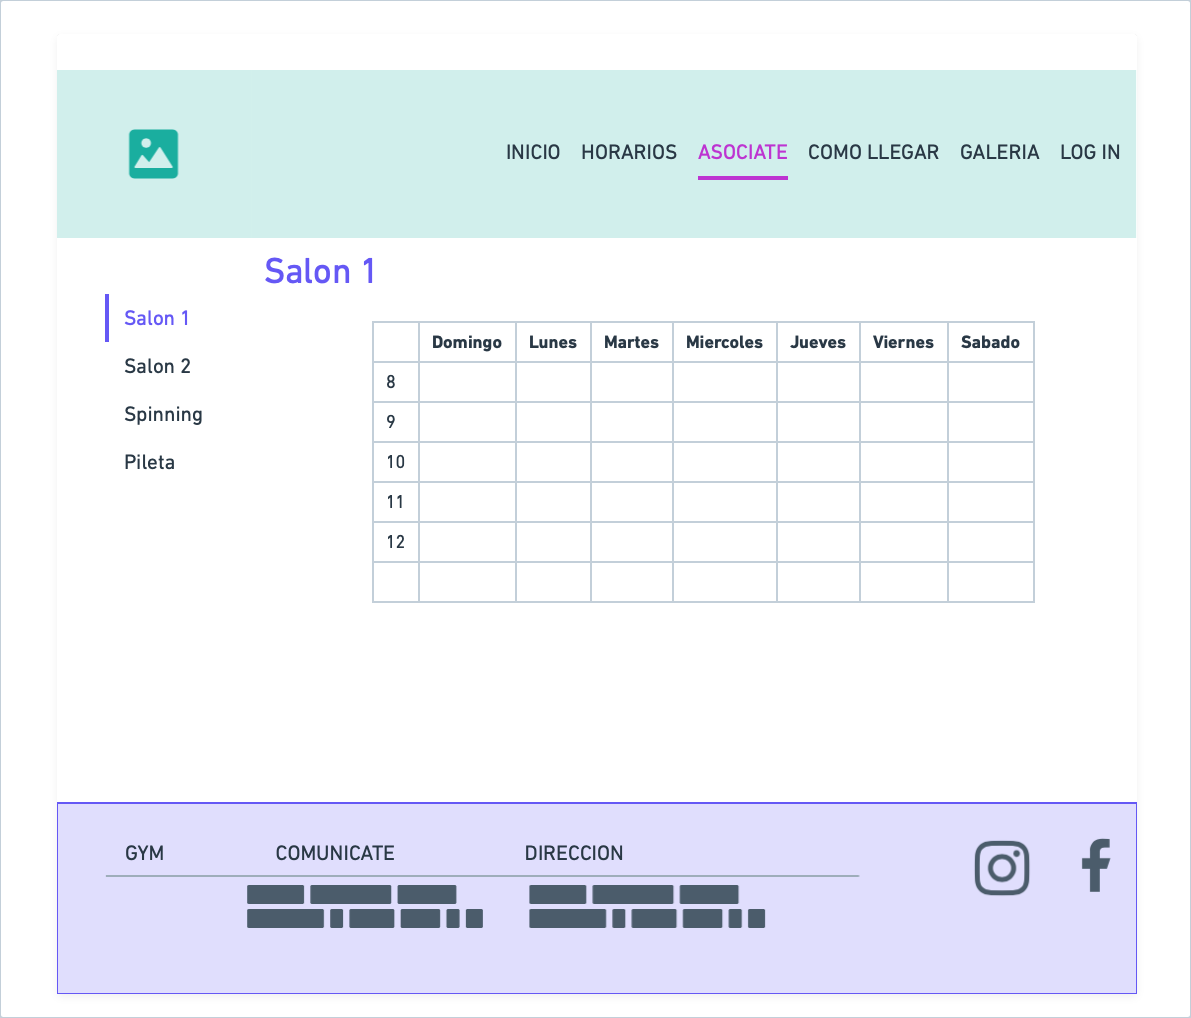 INICIO HORARIOS ASOCIATE COMO LLEGAR GALERIA LOG IN
Salon 1
Salon 1
Salon 2
Spinning
Pileta
Domingo Lunes Martes Miercoles Jueves Viernes Sabado
8
9
10
11
12
GYM COMUNICATE DIRECCION